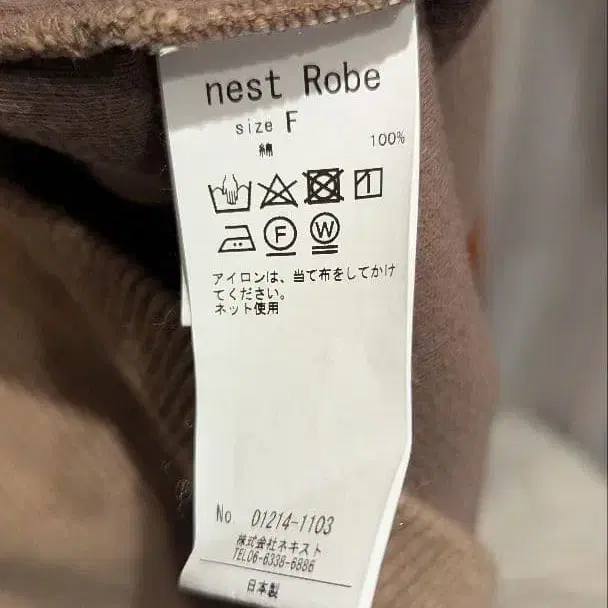 nest Robe
size F
綿 100%
F W
アイロンは、当て布をしてかけ
てください。
ネット使用
No 01214-1103
株式会社ネキスト
TEL06-6338-6886
日本製